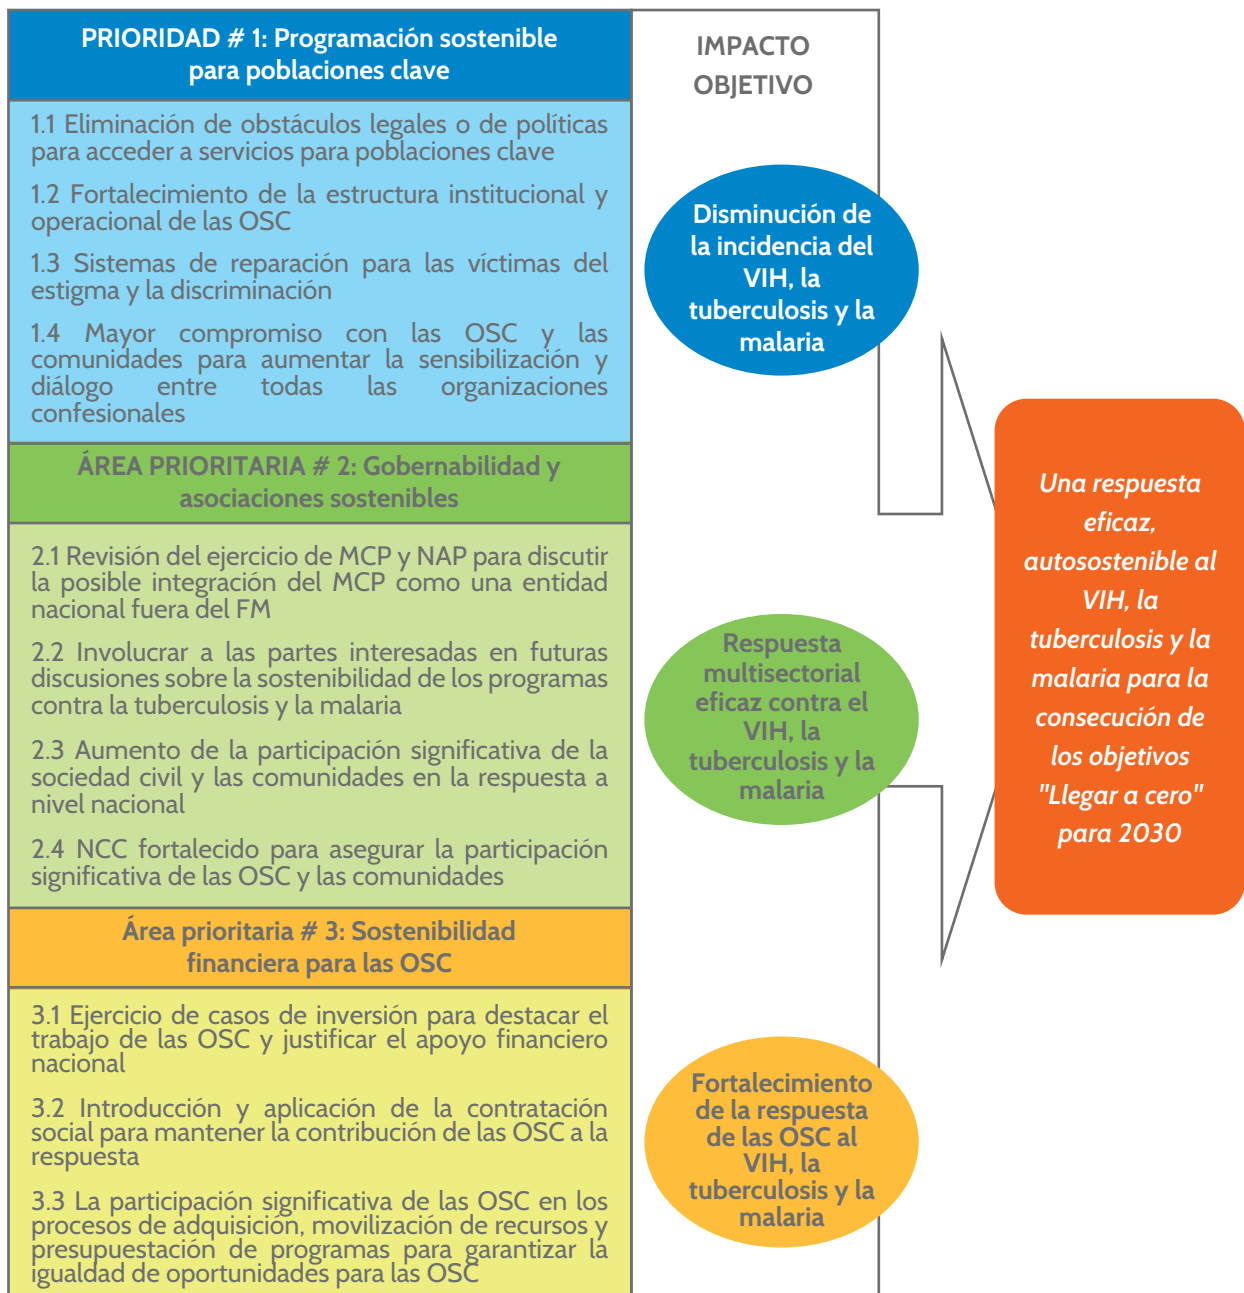 PRIORIDAD # 1: Programación sostenible
para poblaciones clave
1.1 Eliminación de obstáculos legales o de políticas
para acceder a servicios para poblaciones clave
1.2 Fortalecimiento de la estructura institucional y
operacional de las OSC
1.3 Sistemas de reparación para las víctimas del
estigma y la discriminación
1.4 Mayor compromiso con las OSC y las
comunidades para aumentar la sensibilización y
diálogo entre todas las organizaciones
confesionales
ÁREA PRIORITARIA # 2: Gobernabilidad y
asociaciones sostenibles
2.1 Revisión del ejercicio de MCP y NAP para discutir
la posible integración del MCP como una entidad
nacional fuera del FM
2.2 Involucrar a las partes interesadas en futuras
discusiones sobre la sostenibilidad de los programas
contra la tuberculosis y la malaria
2.3 Aumento de la participación significativa de la
sociedad civil y las comunidades en la respuesta a
nivel nacional
2.4 NCC fortalecido para asegurar la participación
significativa de las OSC y las comunidades
Área prioritaria # 3: Sostenibilidad
financiera para las OSC
3.1 Ejercicio de casos de inversión para destacar el
trabajo de las OSC y justificar el apoyo financiero
nacional
3.2 Introducción y aplicación de la contratación
social para mantener la contribución de las OSC a la
respuesta
3.3 La participación significativa de las OSC en los
procesos de adquisición, movilización de recursos y
presupuestación de programas para garantizar la
igualdad de oportunidades para las OSC
IMPACTO
OBJETIVO
Disminución de
la incidencia del
VIH, la
tuberculosis y la
malaria
Respuesta
multisectorial
eficaz contra el
VIH, la
tuberculosis y la
malaria
Fortalecimiento
de la respuesta
de las OSC al
VIH, la
tuberculosis y la
malaria
Una respuesta
eficaz,
autosostenible al
VIH, la
tuberculosis y la
malaria para la
consecución de
los objetivos
"Llegar a cero"
para 2030